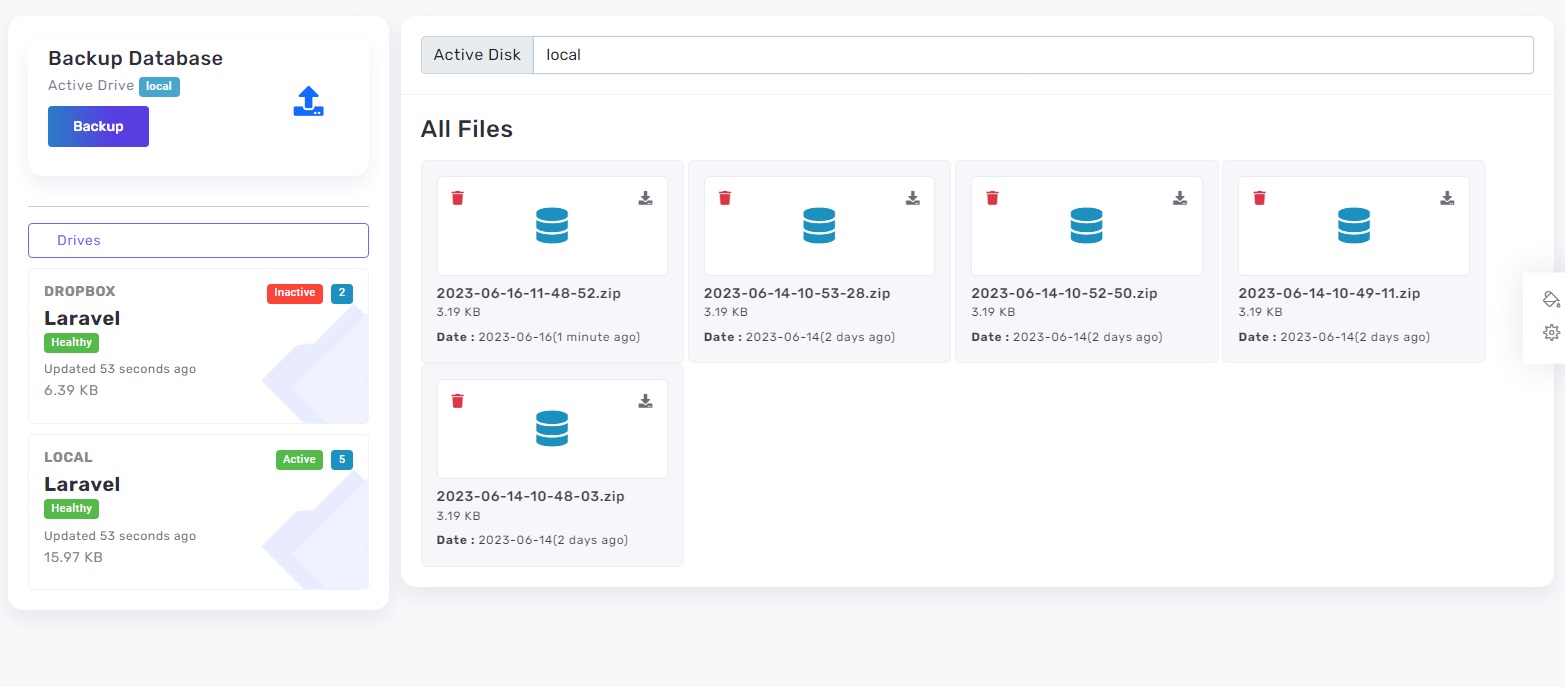 Backup Database
Active Drive local
Backup
Drives
DROPBOX Inactive 2
Laravel
Healthy
Updated 53 seconds ago
6.39 KB
LOCAL Active 5
Laravel
Healthy
Updated 53 seconds ago
15.97 KB
Active Disk local
All Files
2023-06-16-11-48-52.zip
3.19 KB
Date : 2023-06-16(1 minute ago)
2023-06-14-10-53-28.zip
3.19 KB
Date : 2023-06-14(2 days ago)
2023-06-14-10-52-50.zip
3.19 KB
Date : 2023-06-14(2 days ago)
2023-06-14-10-49-11.zip
3.19 KB
Date : 2023-06-14(2 days ago)
2023-06-14-10-48-03.zip
3.19 KB
Date : 2023-06-14(2 days ago)